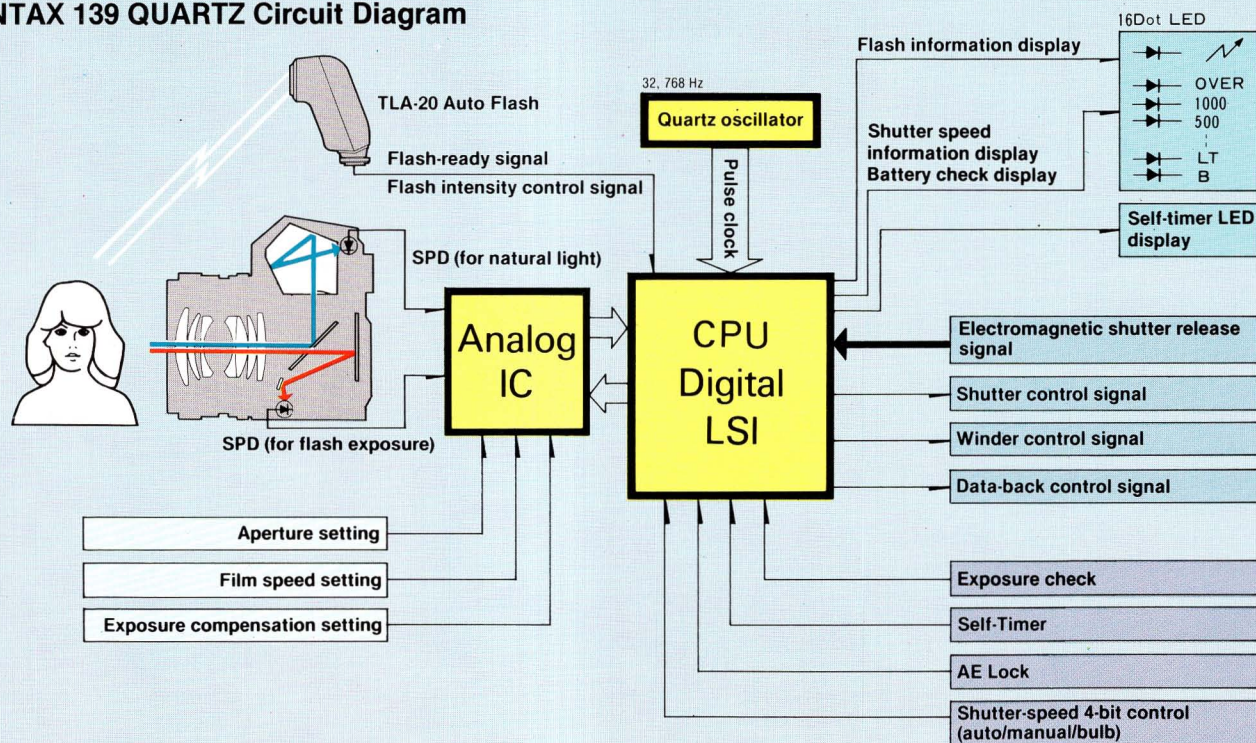 NTAX 139 QUARTZ Circuit Diagram
16Dot LED
Flash information display
OVER
1000
500
LT
B
32, 768 Hz
Quartz oscillator
TLA-20 Auto Flash
Shutter speed
information display
Battery check display
Flash-ready signal
Flash intensity control signal
Pulse clock
Self-timer LED
display
SPD (for natural light)
Analog
IC
CPU
Digital
LSI
Electromagnetic shutter release
signal
Shutter control signal
SPD (for flash exposure)
Winder control signal
Data-back control signal
Aperture setting
Film speed setting
Exposure compensation setting
Exposure check
Self-Timer
AE Lock
Shutter-speed 4-bit control
(auto/manual/bulb)